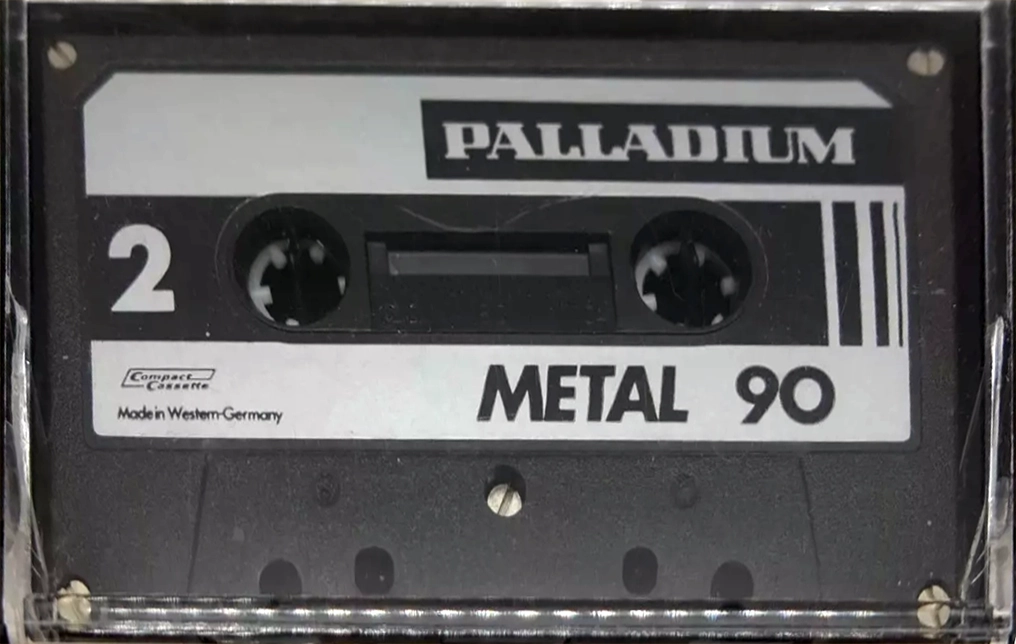 PALLADIUM
2
Compact
Cassette
Made in Western-Germany
METAL 90